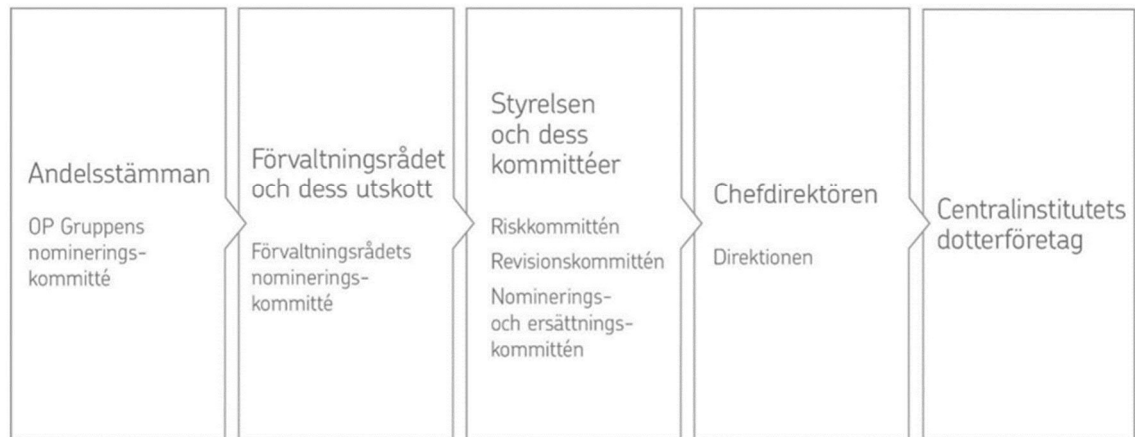 Andelsstämman
OP Gruppens
nominerings-
kommitté
Förvaltningsrådet
och dess utskott
Förvaltningsrådets
nominerings-
kommitté
Styrelsen
och dess
kommittéer
Riskkommittén
Revisionskommittén
Nominerings-
och ersättnings-
kommittén
Chefdirektören
Direktionen
Centralinstitutets
dotterföretag